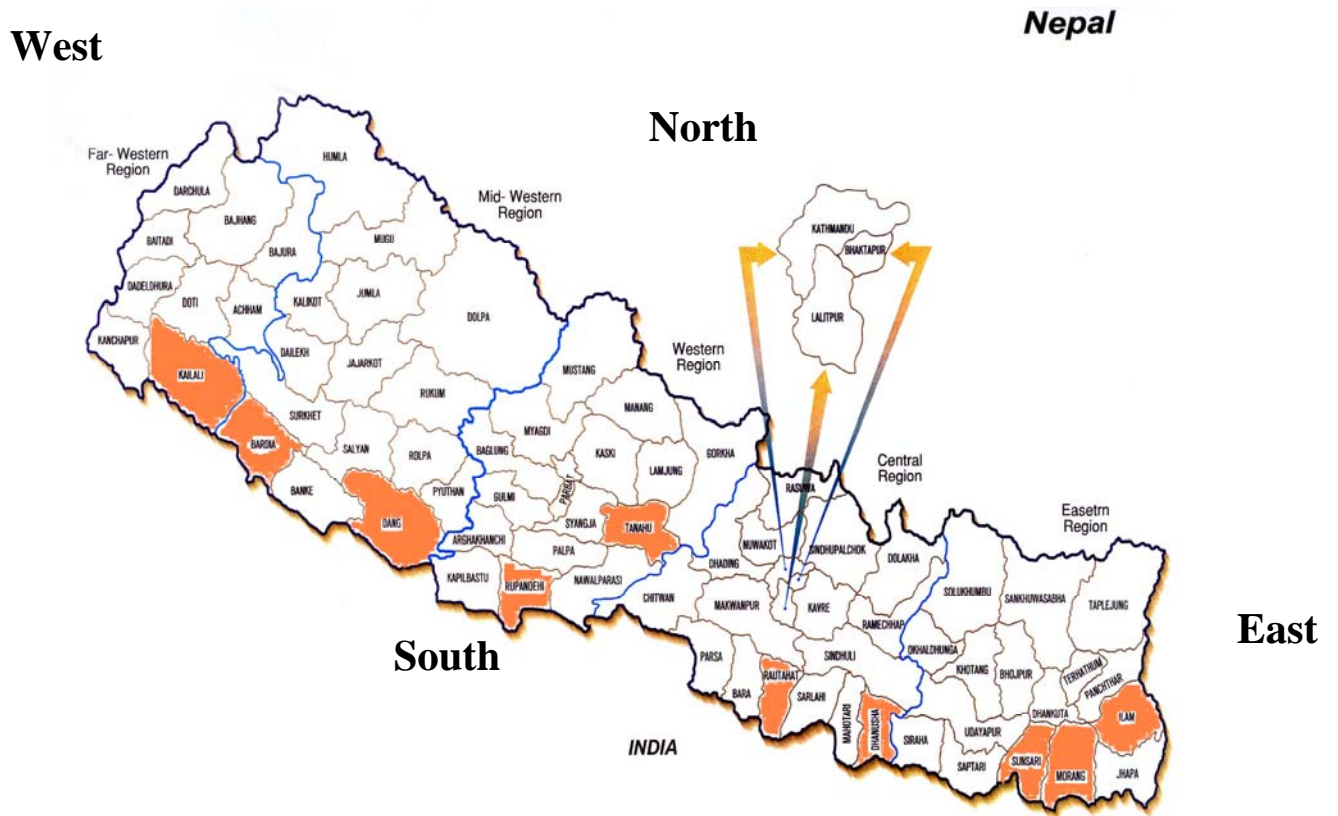 Nepal
West
North
Far- Western
Region
HUMLA
DARCHULA
BAJHANG
Mid- Western
Region
KATHMANDU
BAITADI
BAJURA
MUGU
BHAKTAPUR
DADELDHURA
DOTI
ACHHAM
KALIKOT
JUMLA
DOLPA
LALITPUR
KANCHAPUR
DAILEKH
JAJARKOT
Western
Region
KAILALI
MUSTANG
RUKUM
MANANG
SURKHET
MYAGDI
BARDIA
SALYAN
ROLPA
BAGLUNG
KASKI
LAMJUNG
GORKHA
Central
Region
BANKE
PYUTHAN
GULMI
PARBAT
RASUWA
Easetrn
Region
DANG
SYANGJA
TANAHU
ARGHAKHANCHI
PALPA
NUWAKOT
SINDHUPALCHOK
DOLAKHA
DHADING
KAPILBASTU
RUPANDEHI
NAWALPARASI
CHITWAN
MAKWANPUR
KAVRE
SOLUKHUMBU
SANKHUWASABHA
TAPLEJUNG
RAMECHHAP
East
South
PARSA
SINDHULI
OKHALDHUNGA
KHOTANG
BHOJPUR
TERHATHUM
PANCHTHAR
BARA
RAUTAHAT
SARLAHI
MAHOTARI
DHANUSHA
SIRAHA
UDAYAPUR
DHANKUTA
ILAM
INDIA
SAPTARI
SUNSARI
MORANG
JHAPA